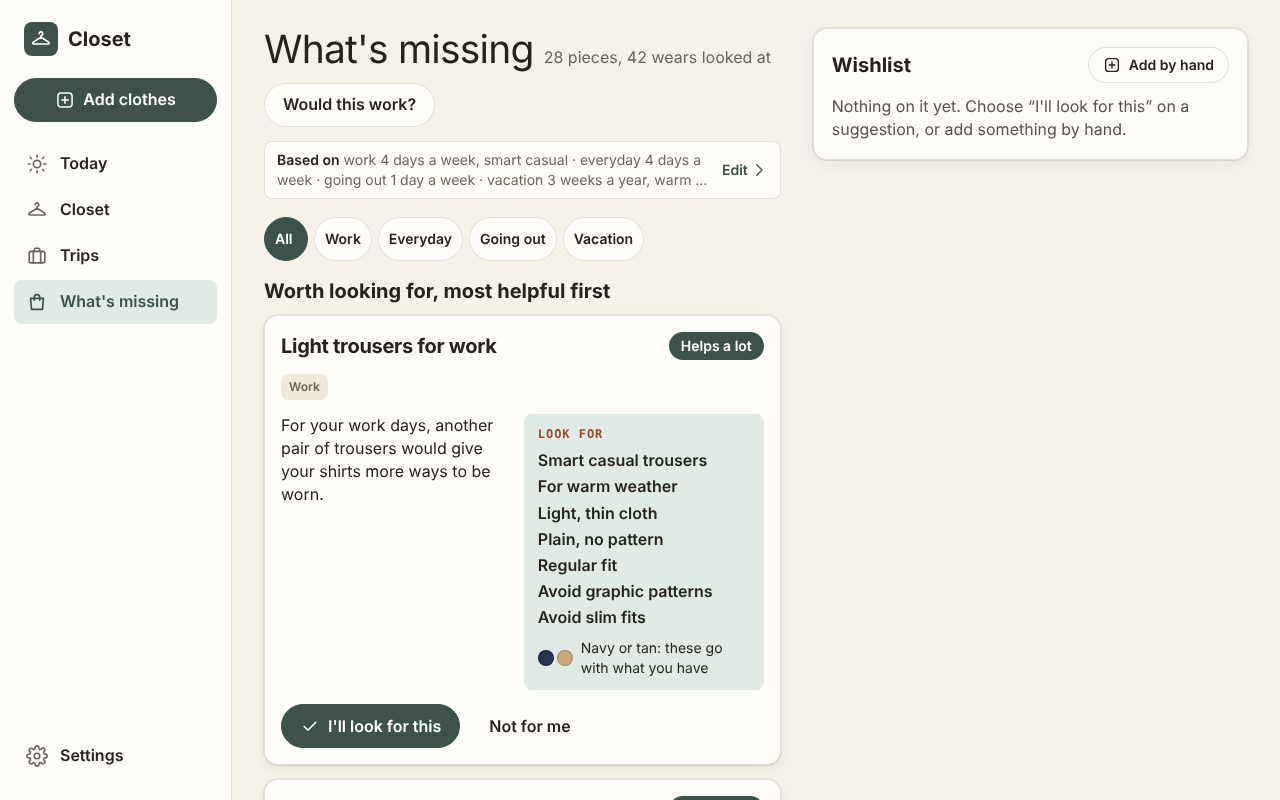 Closet
Add clothes
Today
Closet
Trips
What's missing
Settings
What's missing
28 pieces, 42 wears looked at
Would this work?
Based on work 4 days a week, smart casual · everyday 4 days a
week · going out 1 day a week · vacation 3 weeks a year, warm ...
Edit
All
Work
Everyday
Going out
Vacation
Worth looking for, most helpful first
Light trousers for work
Helps a lot
Work
For your work days, another
pair of trousers would give
your shirts more ways to be
worn.
LOOK FOR
Smart casual trousers
For warm weather
Light, thin cloth
Plain, no pattern
Regular fit
Avoid graphic patterns
Avoid slim fits
Navy or tan: these go
with what you have
I'll look for this
Not for me
Wishlist
Add by hand
Nothing on it yet. Choose “I'll look for this” on a
suggestion, or add something by hand.